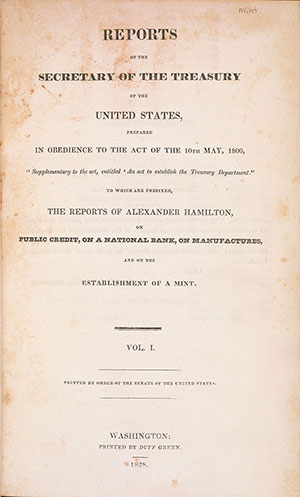 Mint
REPORTS
OF THE
SECRETARY OF THE TREASURY
OF THE
UNITED STATES,
PREPARED
IN OBEDIENCE TO THE ACT OF THE 10TH MAY, 1800,
"Supplementary to the act, entitled 'An act to establish the Treasury Department."
TO WHICH ARE PREFIXED,
THE REPORTS OF ALEXANDER HAMILTON,
ON
PUBLIC CREDIT, ON A NATIONAL BANK, ON MANUFACTURES,
AND ON THE
ESTABLISHMENT OF A MINT.
VOL. I.
PRINTED BY ORDER OF THE SENATE OF THE UNITED STATES.
WASHINGTON:
PRINTED BY DUFF GREEN.
1828.